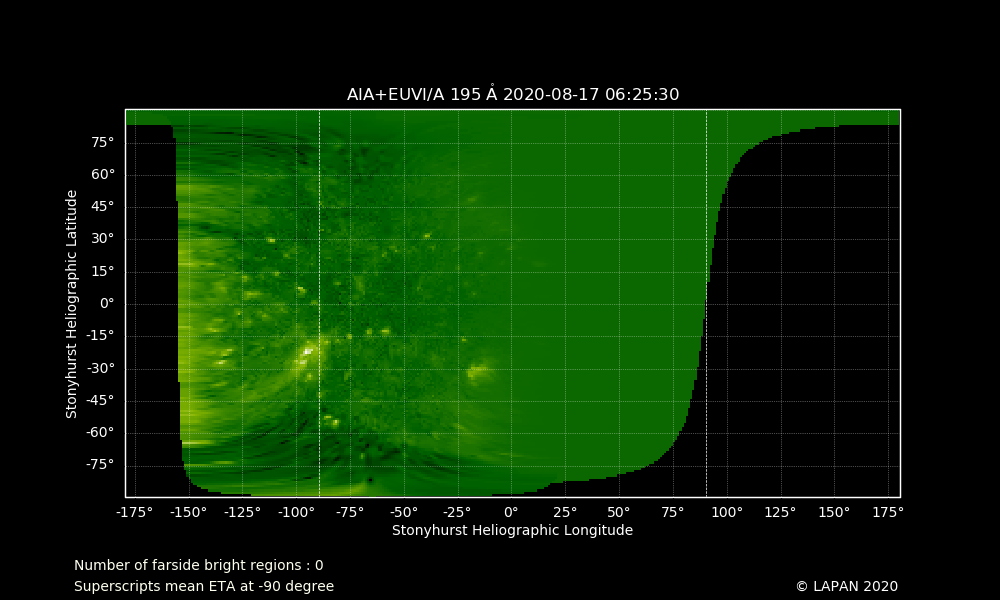 AIA+EUVI/A 195 Å 2020-08-17 06:25:30
Stonyhurst Heliographic Latitude
75°
60°
45°
30°
15°
0°
-15°
-30°
-45°
-60°
-75°
-175° -150° -125° -100° -75° -50° -25° 0° 25° 50° 75° 100° 125° 150° 175°
Stonyhurst Heliographic Longitude
Number of farside bright regions : 0
Superscripts mean ETA at -90 degree
© LAPAN 2020